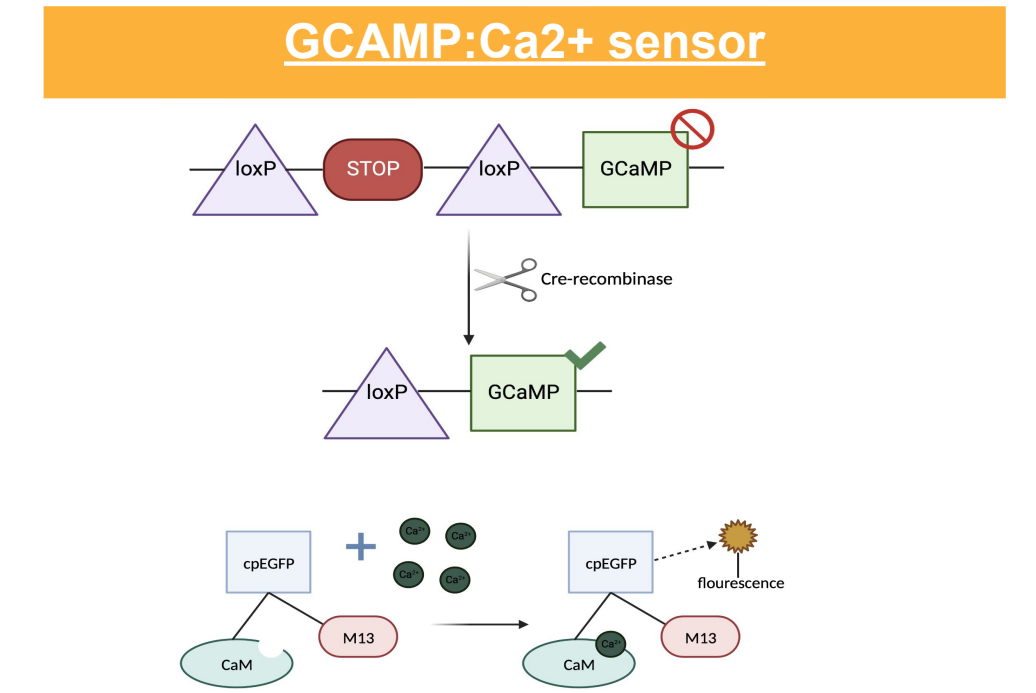 GCAMP:Ca2+ sensor
loxP STOP loxP GCaMP
Cre-recombinase
loxP GCaMP
Ca²⁺ Ca²⁺
cpEGFP cpEGFP
Ca²⁺ Ca²⁺
flourescence
M13 M13
Ca²⁺
CaM CaM